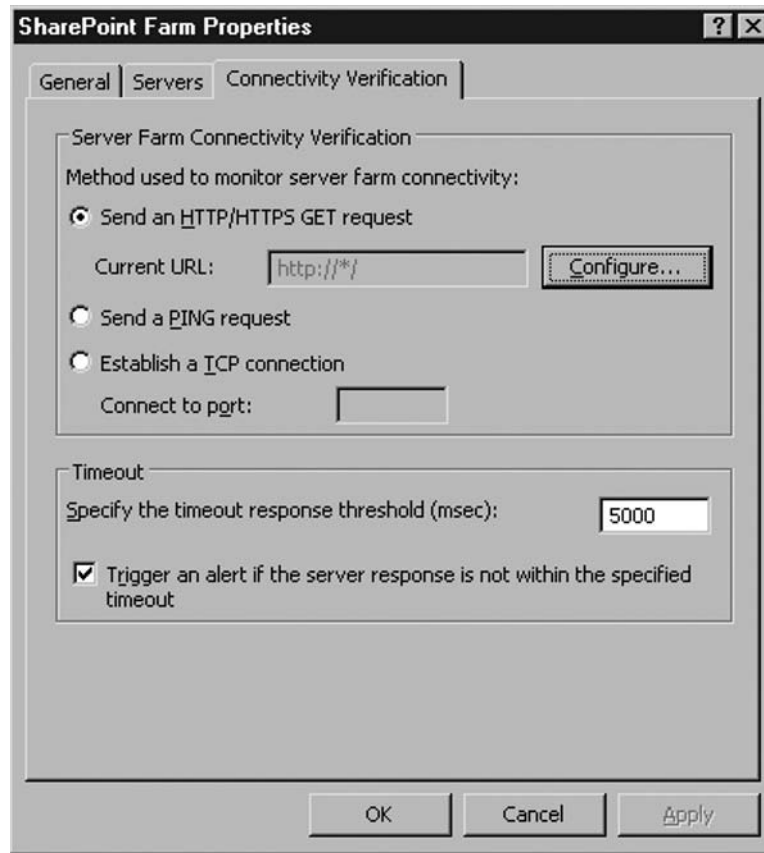 SharePoint Farm Properties
General Servers Connectivity Verification
Server Farm Connectivity Verification
Method used to monitor server farm connectivity:
Send an HTTP/HTTPS GET request
Current URL: http://*/ Configure...
Send a PING request
Establish a TCP connection
Connect to port:
Timeout
Specify the timeout response threshold (msec): 5000
Trigger an alert if the server response is not within the specified
timeout
OK Cancel Apply